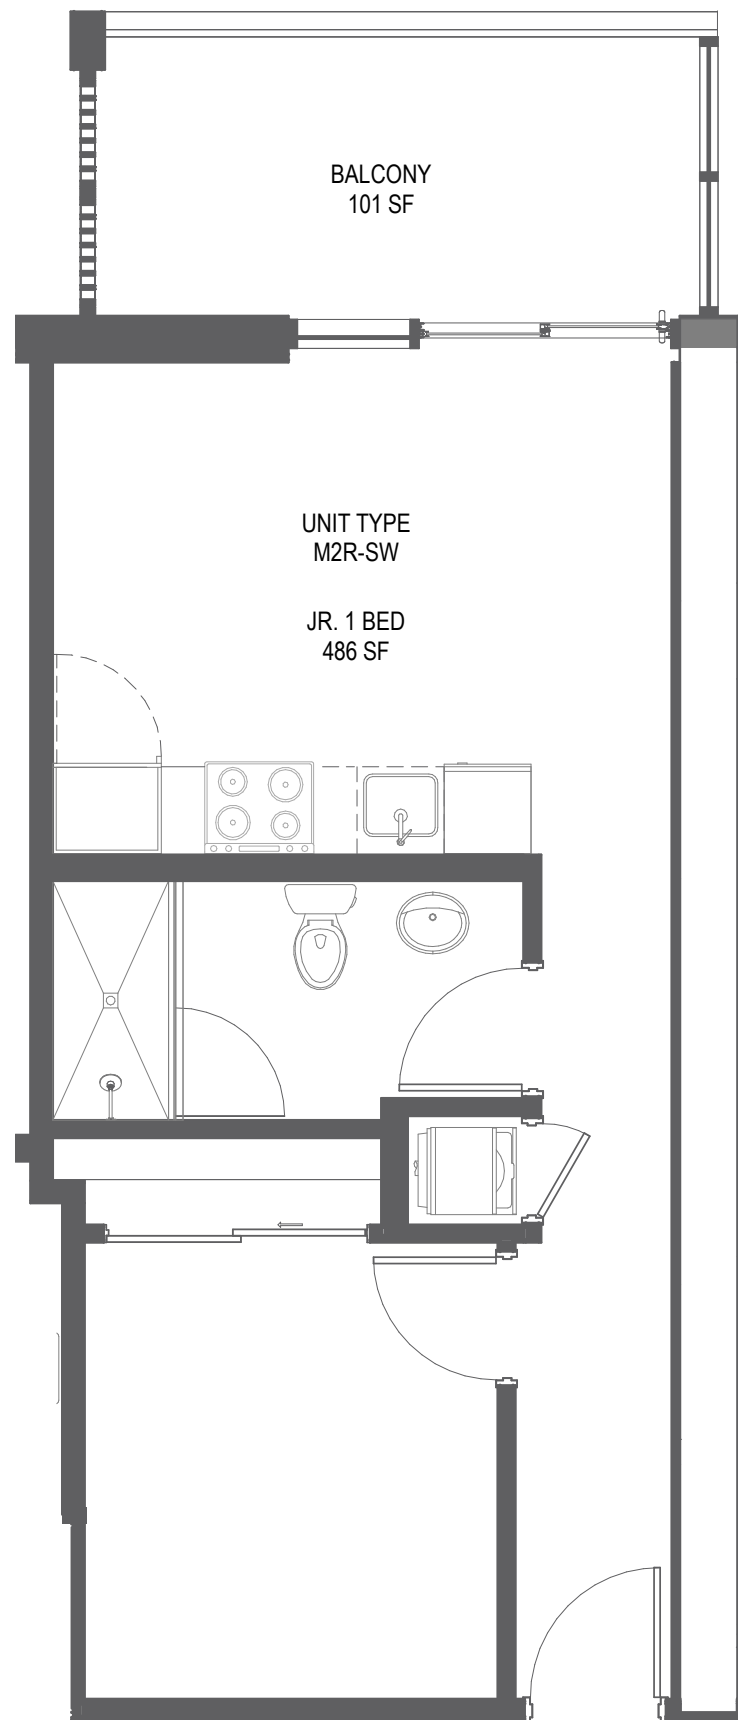 BALCONY
101 SF
UNIT TYPE
M2R-SW
JR. 1 BED
486 SF